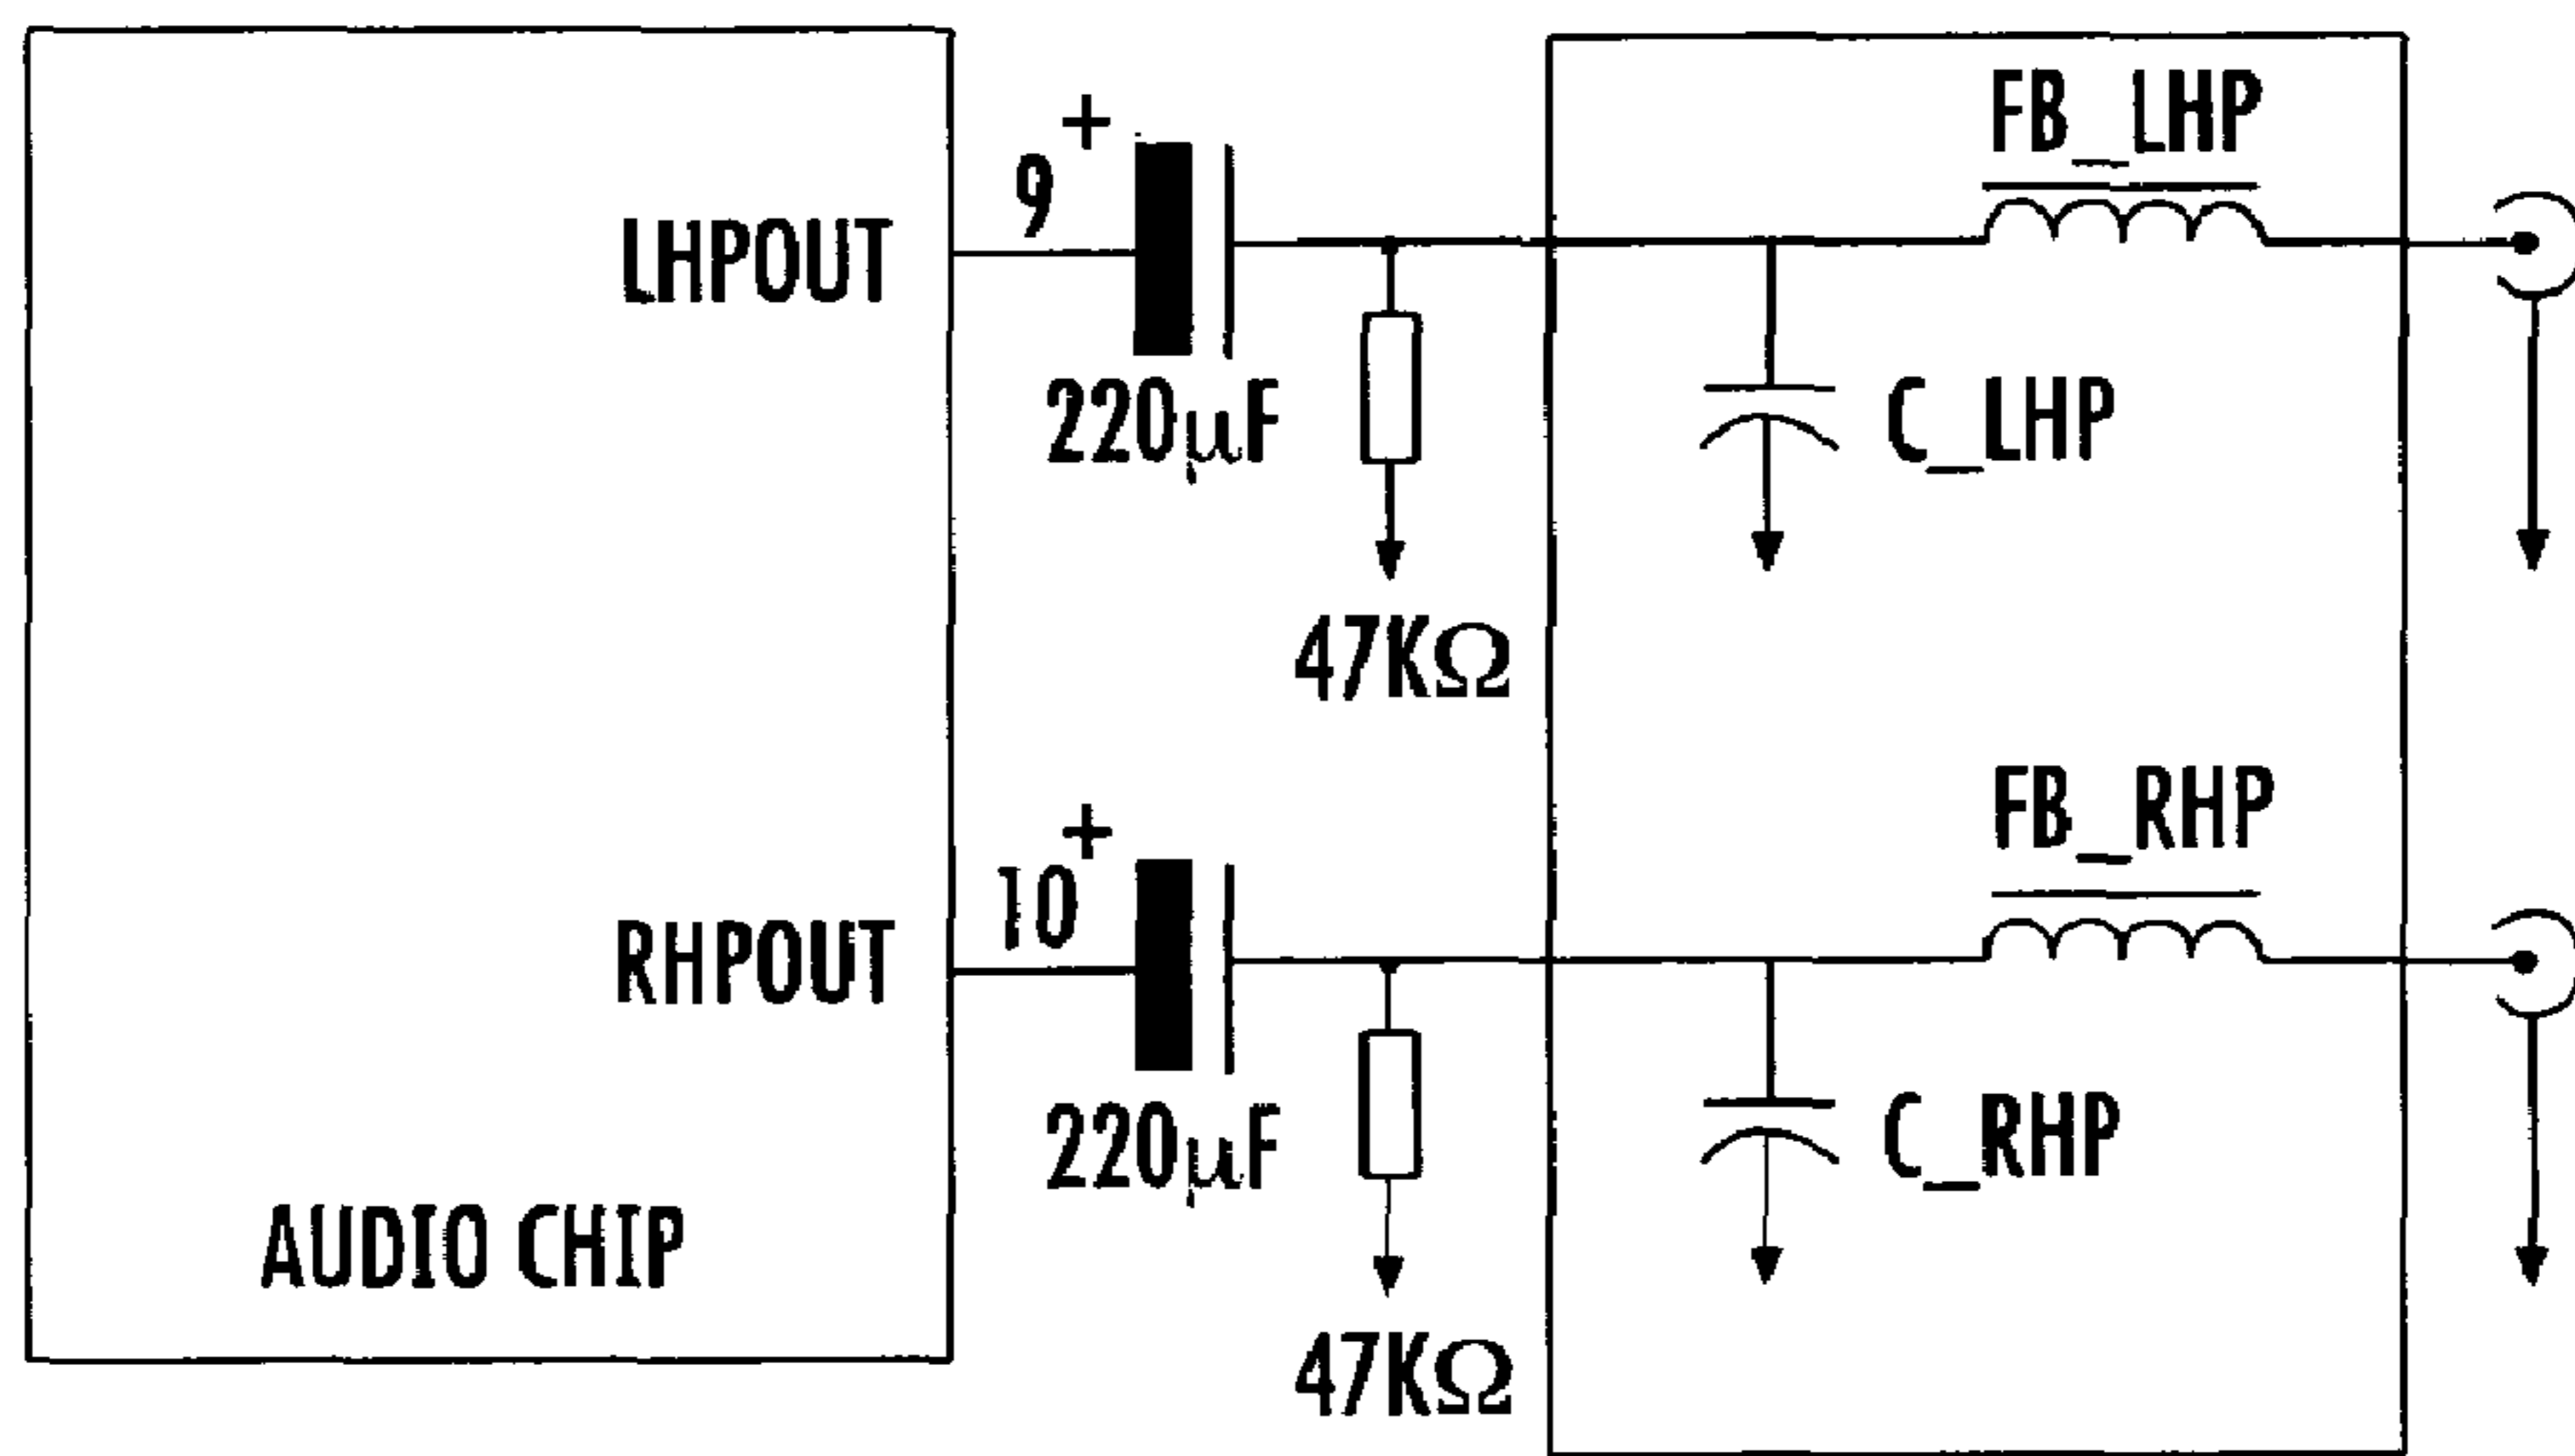 FB_LHP
+
9
LHPOUT
220µF
C_LHP
47KΩ
FB_RHP
+
10
RHPOUT
220µF
C_RHP
AUDIO CHIP
47KΩ